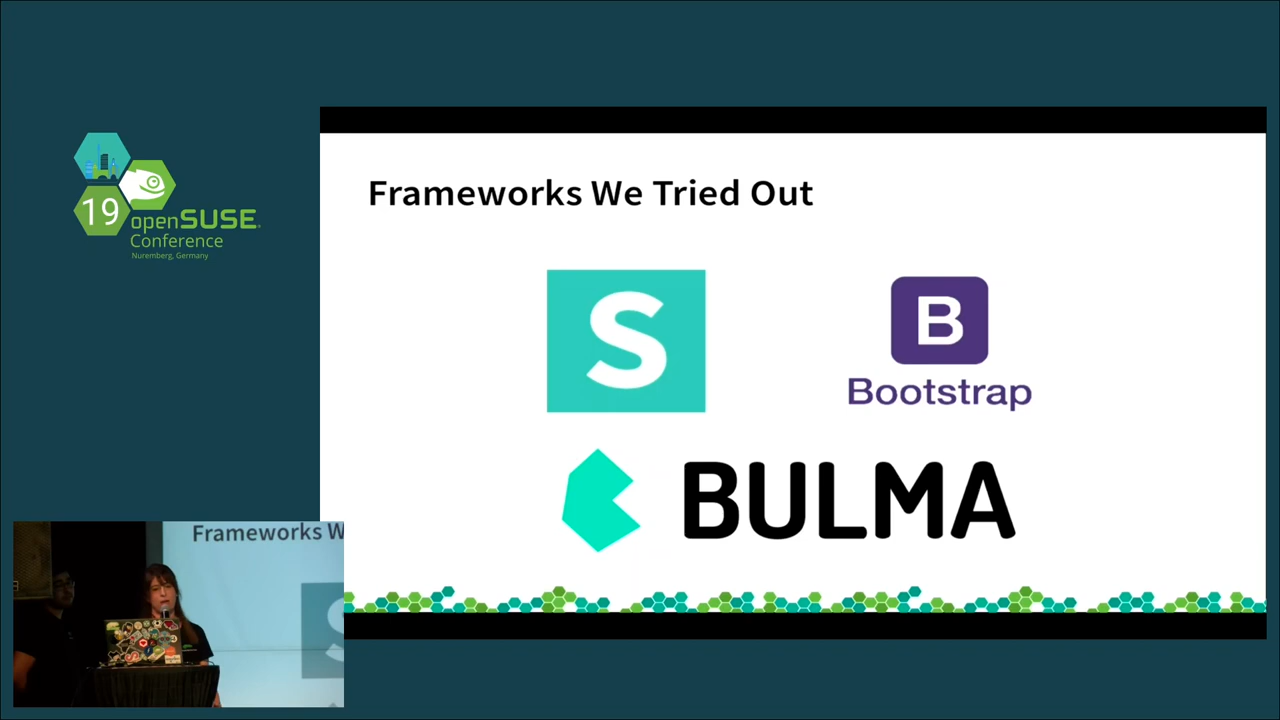 19
openSUSE
Conference
Nuremberg, Germany
Frameworks We Tried Out
S
B
Bootstrap
BULMA
Frameworks W
S